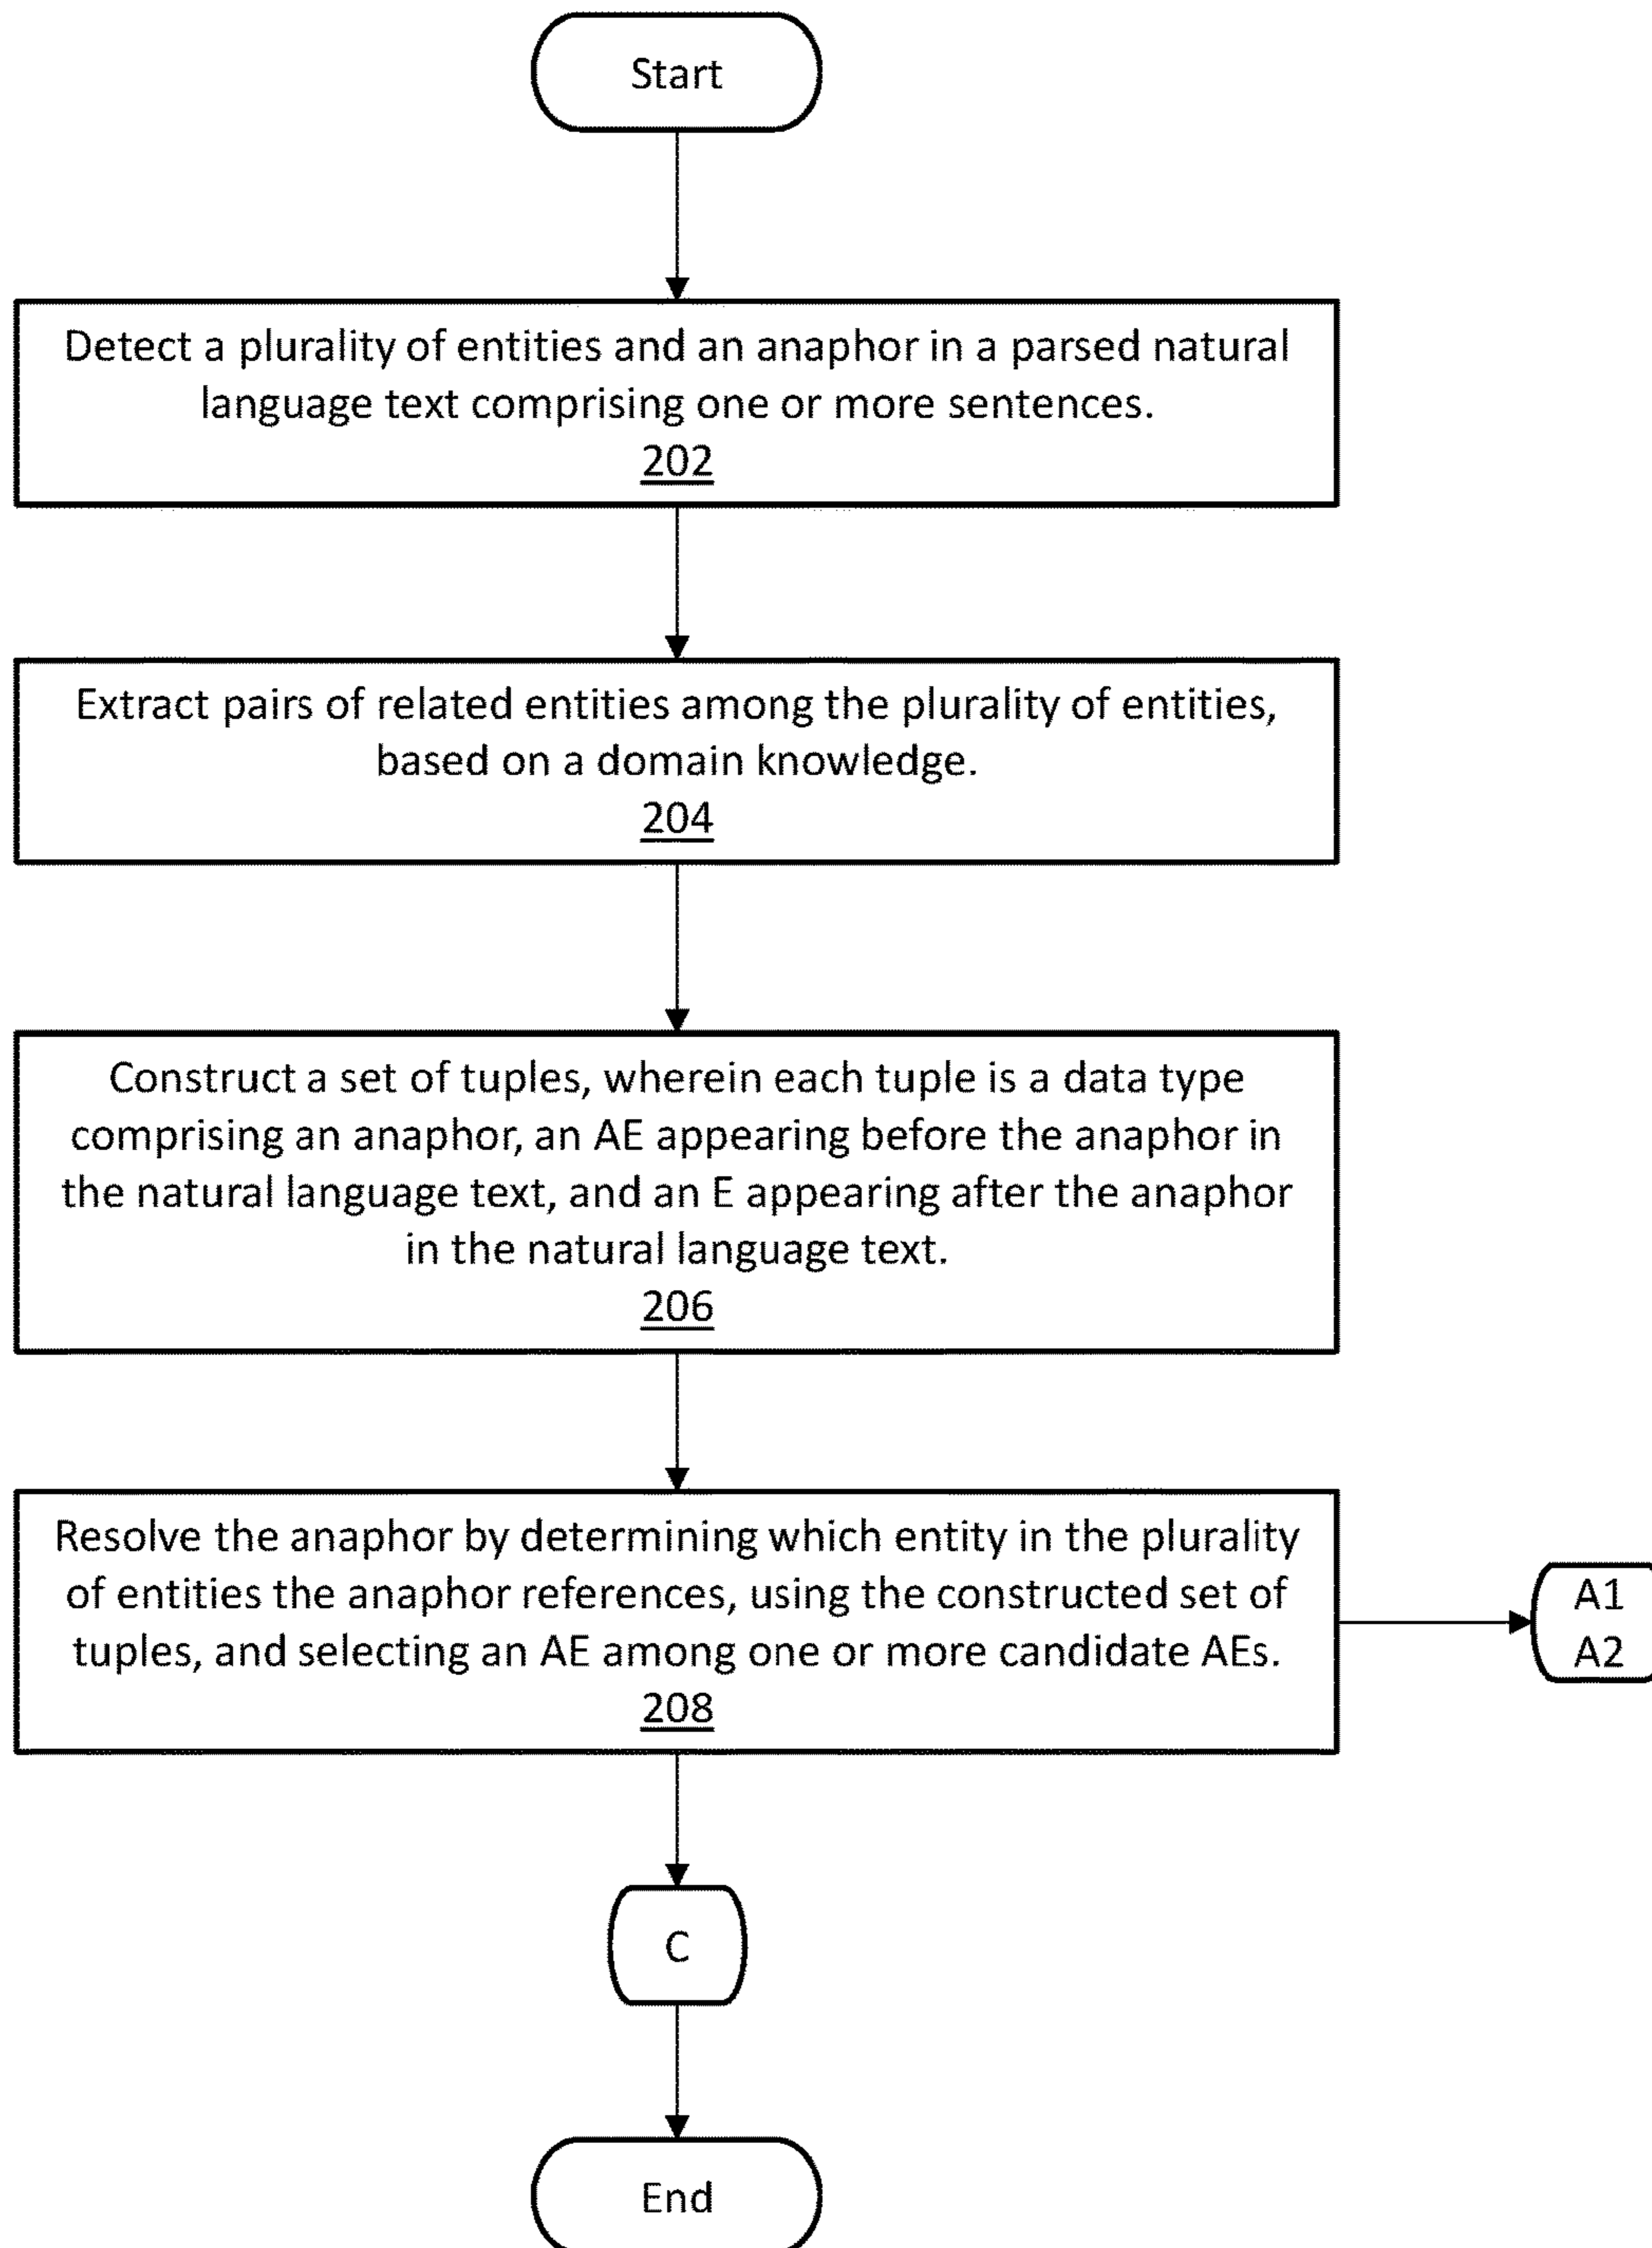 Start
Detect a plurality of entities and an anaphor in a parsed natural
language text comprising one or more sentences.
202
Extract pairs of related entities among the plurality of entities,
based on a domain knowledge.
204
Construct a set of tuples, wherein each tuple is a data type
comprising an anaphor, an AE appearing before the anaphor in
the natural language text, and an E appearing after the anaphor
in the natural language text.
206
Resolve the anaphor by determining which entity in the plurality
of entities the anaphor references, using the constructed set of
tuples, and selecting an AE among one or more candidate AEs.
208
A1
A2
C
End